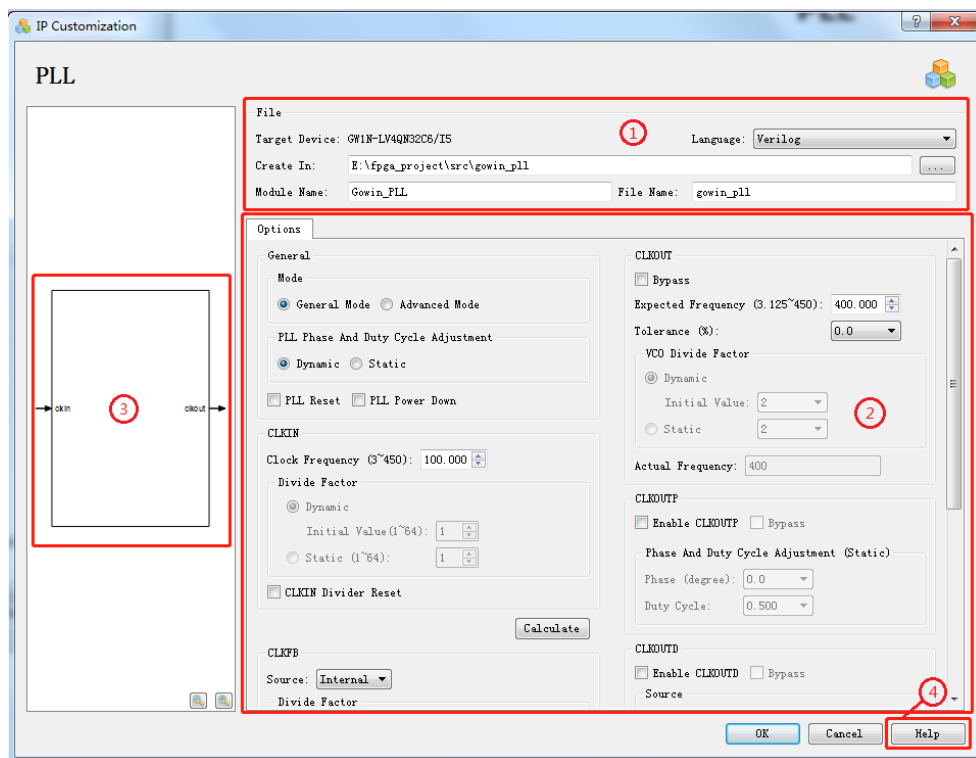 IP Customization
PLL
File
Target Device: GW1N-LV4QN32C6/I5
Language: Verilog
①
Create In: E:\fpga_project\src\gowin_pll ...
Module Name: Gowin_PLL File Name: gowin_pll
Options
General
Mode
General Mode Advanced Mode
PLL Phase And Duty Cycle Adjustment
Dynamic Static
PLL Reset PLL Power Down
CLKIN
Clock Frequency (3~450): 100.000
Divide Factor
Dynamic
Initial Value(1~64): 1
Static (1~64): 1
CLKIN Divider Reset
Calculate
CLKFB
Source: Internal
Divide Factor
CLKOUT
Bypass
Expected Frequency (3.125~450): 400.000
Tolerance (%): 0.0
VCO Divide Factor
Dynamic
Initial Value: 2
②
Static 2
Actual Frequency: 400
CLKOUTP
Enable CLKOUTP Bypass
Phase And Duty Cycle Adjustment (Static)
Phase (degree): 0.0
Duty Cycle: 0.500
CLKOUTD
Enable CLKOUTD Bypass
Source
clkin ③ clkout
④
OK Cancel Help